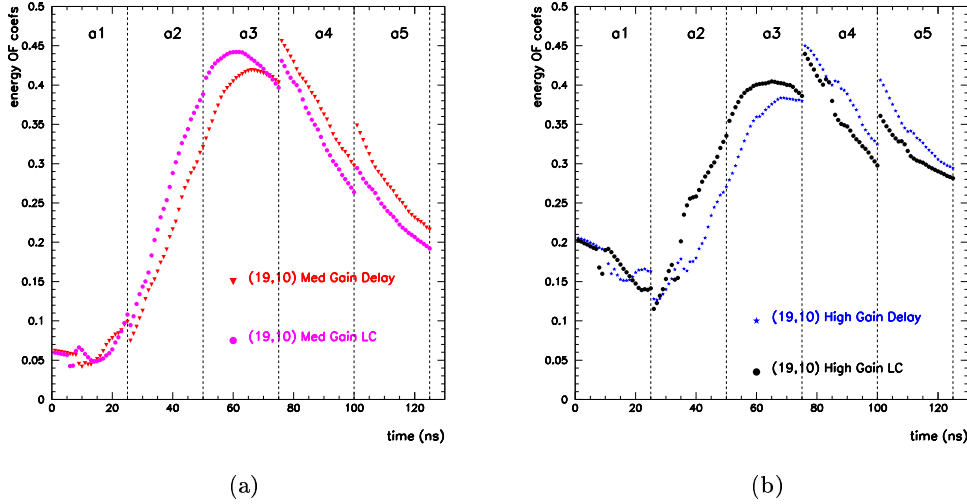 energy OF coefs
0.5
0.45
0.4
0.35
0.3
0.25
0.2
0.15
0.1
0.05
0
a1 a2 a3 a4 a5
(19,10) Med Gain Delay
(19,10) Med Gain LC
0 20 40 60 80 100 120
time (ns)
(a)
energy OF coefs
0.5
0.45
0.4
0.35
0.3
0.25
0.2
0.15
0.1
0.05
0
a1 a2 a3 a4 a5
(19,10) High Gain Delay
(19,10) High Gain LC
0 20 40 60 80 100 120
time (ns)
(b)